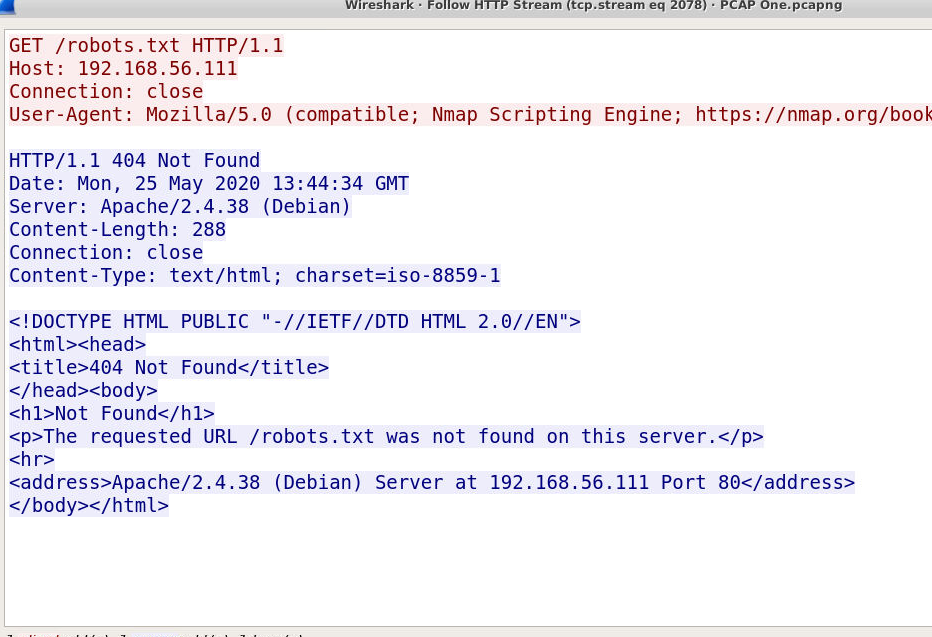 Wireshark · Follow HTTP Stream (tcp.stream eq 2078) · PCAP One.pcapng
GET /robots.txt HTTP/1.1
Host: 192.168.56.111
Connection: close
User-Agent: Mozilla/5.0 (compatible; Nmap Scripting Engine; https://nmap.org/book
HTTP/1.1 404 Not Found
Date: Mon, 25 May 2020 13:44:34 GMT
Server: Apache/2.4.38 (Debian)
Content-Length: 288
Connection: close
Content-Type: text/html; charset=iso-8859-1
<!DOCTYPE HTML PUBLIC "-//IETF//DTD HTML 2.0//EN">
<html><head>
<title>404 Not Found</title>
</head><body>
<h1>Not Found</h1>
<p>The requested URL /robots.txt was not found on this server.</p>
<hr>
<address>Apache/2.4.38 (Debian) Server at 192.168.56.111 Port 80</address>
</body></html>